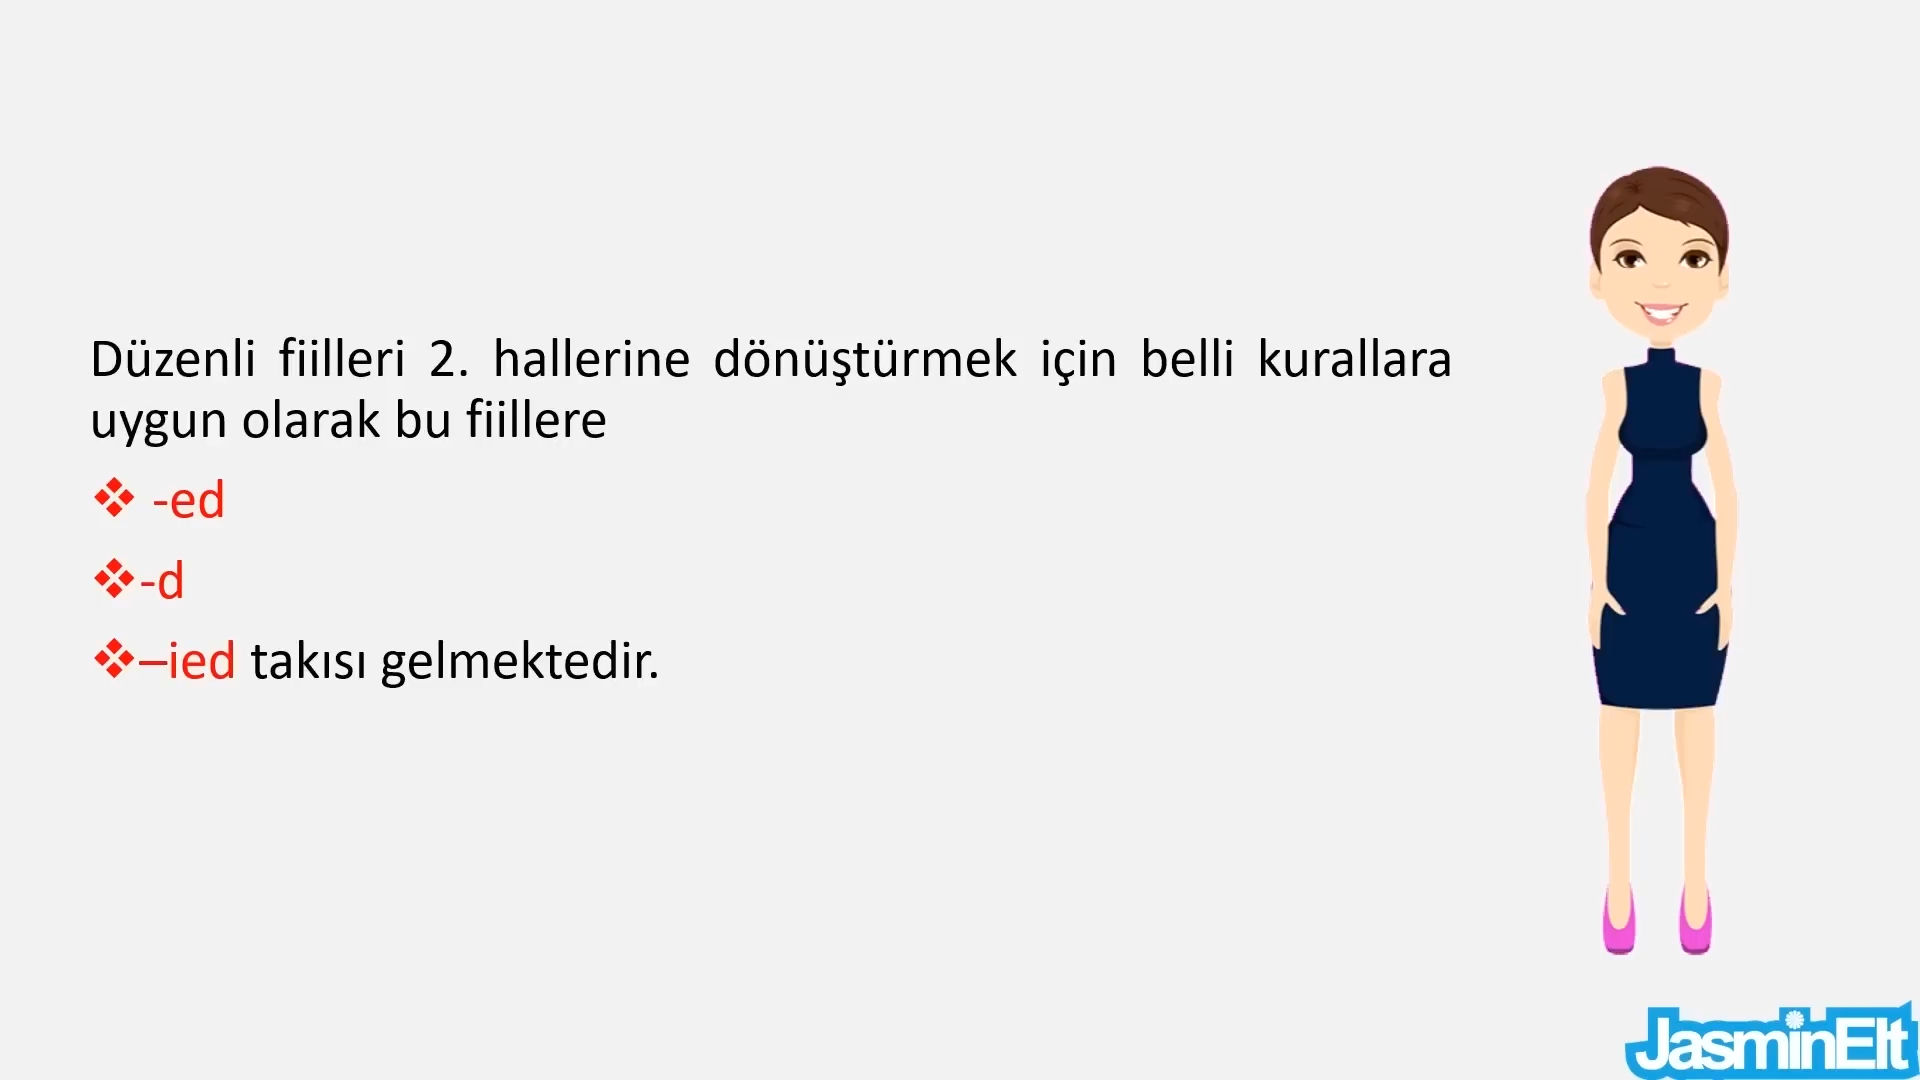 Düzenli fiilleri 2. hallerine dönüştürmek için belli kurallara
uygun olarak bu fiillere
❖ -ed
❖-d
❖–ied takısı gelmektedir.
JasminElt